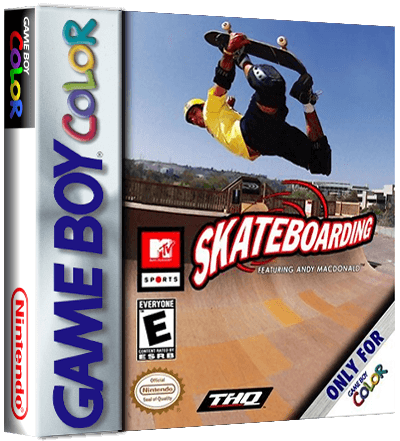 GAME BOY
COLOR
Nintendo
GAME BOY COLOR
MTV
SPORTS
SKATEBOARDING
FEATURING ANDY MACDONALD
EVERYONE
E
CONTENT RATED BY
ESRB
Official
Nintendo
Seal of Quality
THQ
ONLY FOR
GAME BOY
COLOR